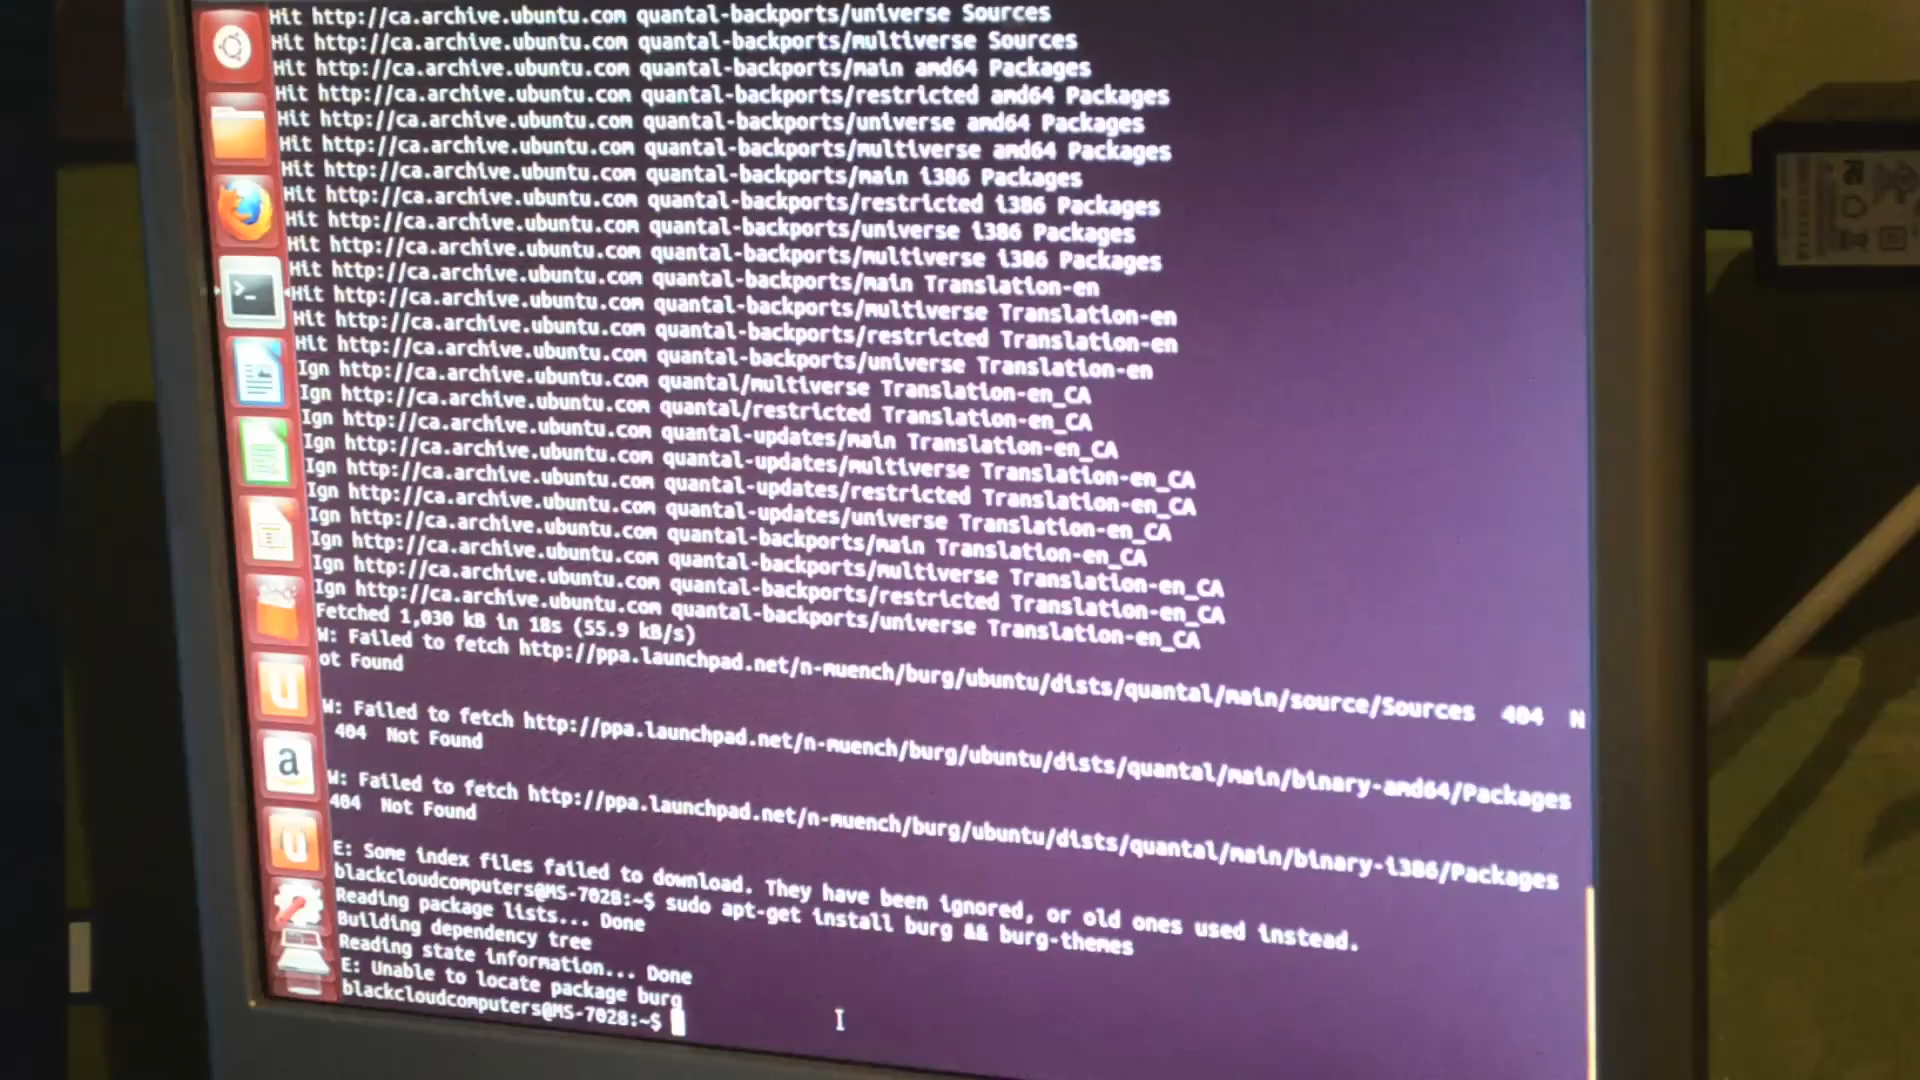 Hit http://ca.archive.ubuntu.com quantal-backports/universe Sources
Hit http://ca.archive.ubuntu.com quantal-backports/multiverse Sources
Hit http://ca.archive.ubuntu.com quantal-backports/main amd64 Packages
Hit http://ca.archive.ubuntu.com quantal-backports/restricted amd64 Packages
Hit http://ca.archive.ubuntu.com quantal-backports/universe amd64 Packages
Hit http://ca.archive.ubuntu.com quantal-backports/multiverse amd64 Packages
Hit http://ca.archive.ubuntu.com quantal-backports/main i386 Packages
Hit http://ca.archive.ubuntu.com quantal-backports/restricted i386 Packages
Hit http://ca.archive.ubuntu.com quantal-backports/universe i386 Packages
Hit http://ca.archive.ubuntu.com quantal-backports/multiverse i386 Packages
Hit http://ca.archive.ubuntu.com quantal-backports/main Translation-en
Hit http://ca.archive.ubuntu.com quantal-backports/multiverse Translation-en
Hit http://ca.archive.ubuntu.com quantal-backports/restricted Translation-en
Hit http://ca.archive.ubuntu.com quantal-backports/universe Translation-en
Ign http://ca.archive.ubuntu.com quantal/multiverse Translation-en_CA
Ign http://ca.archive.ubuntu.com quantal/restricted Translation-en_CA
Ign http://ca.archive.ubuntu.com quantal-updates/main Translation-en_CA
Ign http://ca.archive.ubuntu.com quantal-updates/multiverse Translation-en_CA
Ign http://ca.archive.ubuntu.com quantal-updates/restricted Translation-en_CA
Ign http://ca.archive.ubuntu.com quantal-updates/universe Translation-en_CA
Ign http://ca.archive.ubuntu.com quantal-backports/main Translation-en_CA
Ign http://ca.archive.ubuntu.com quantal-backports/multiverse Translation-en_CA
Ign http://ca.archive.ubuntu.com quantal-backports/restricted Translation-en_CA
Ign http://ca.archive.ubuntu.com quantal-backports/universe Translation-en_CA
Fetched 1,030 kB in 18s (55.9 kB/s)
W: Failed to fetch http://ppa.launchpad.net/n-muench/burg/ubuntu/dists/quantal/main/source/Sources  404  N
ot Found

W: Failed to fetch http://ppa.launchpad.net/n-muench/burg/ubuntu/dists/quantal/main/binary-amd64/Packages
404  Not Found

W: Failed to fetch http://ppa.launchpad.net/n-muench/burg/ubuntu/dists/quantal/main/binary-i386/Packages
404  Not Found

E: Some index files failed to download. They have been ignored, or old ones used instead.
blackcloudcomputers@MS-7028:~$ sudo apt-get install burg && burg-themes
Reading package lists... Done
Building dependency tree
Reading state information... Done
E: Unable to locate package burg
blackcloudcomputers@MS-7028:~$